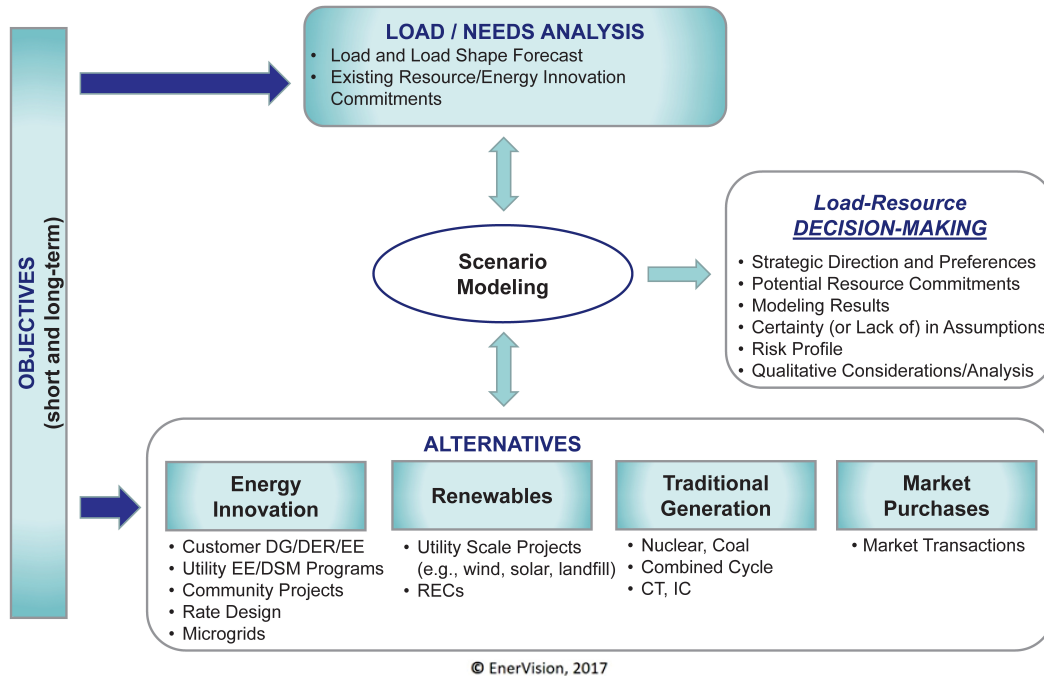 OBJECTIVES
(short and long-term)
LOAD / NEEDS ANALYSIS
• Load and Load Shape Forecast
• Existing Resource/Energy Innovation
Commitments
Scenario
Modeling
Load-Resource
DECISION-MAKING
• Strategic Direction and Preferences
• Potential Resource Commitments
• Modeling Results
• Certainty (or Lack of) in Assumptions
• Risk Profile
• Qualitative Considerations/Analysis
ALTERNATIVES
Energy
Innovation
• Customer DG/DER/EE
• Utility EE/DSM Programs
• Community Projects
• Rate Design
• Microgrids
Renewables
• Utility Scale Projects
(e.g., wind, solar, landfill)
• RECs
Traditional
Generation
• Nuclear, Coal
• Combined Cycle
• CT, IC
Market
Purchases
• Market Transactions
© EnerVision, 2017